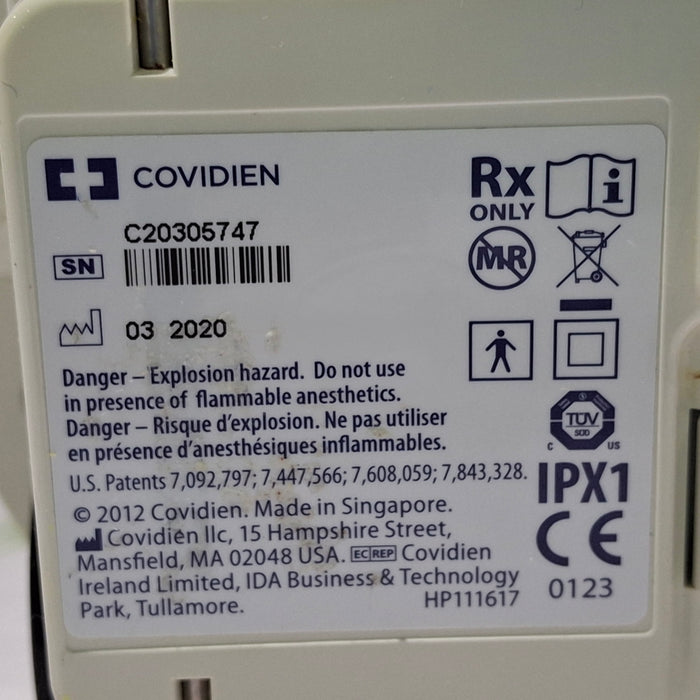 COVIDIEN
Rx
ONLY
i
C20305747
SN
MR
03 2020
Danger – Explosion hazard. Do not use
in presence of flammable anesthetics.
Danger – Risque d'explosion. Ne pas utiliser
en présence d'anesthésiques inflammables.
TÜV
SÜD
C US
U.S. Patents 7,092,797; 7,447,566; 7,608,059; 7,843,328.
IPX1
© 2012 Covidien. Made in Singapore.
Covidien llc, 15 Hampshire Street,
Mansfield, MA 02048 USA. EC REP Covidien
Ireland Limited, IDA Business & Technology
Park, Tullamore.
HP111617
CE
0123